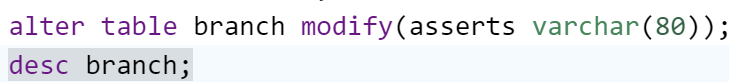 alter table branch modify(asserts varchar(80));
desc branch;